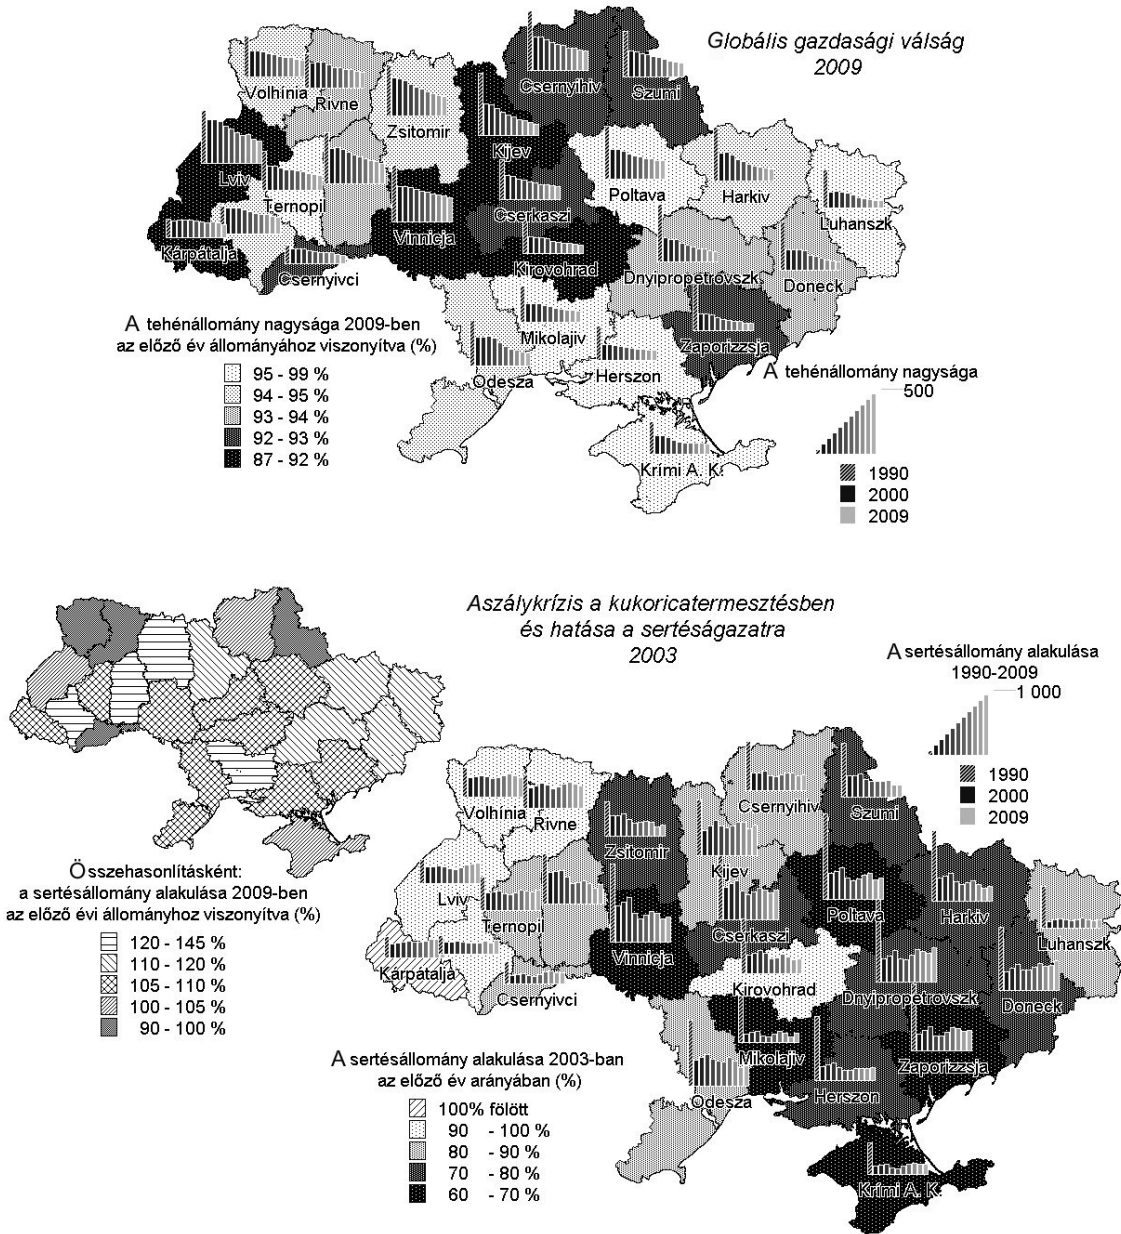 Globális gazdasági válság
2009
Csernyihiv
Szumi
Volhínia
Rivne
Zsitomir
Kijev
Lviv
Ternopil
Poltava
Harkiv
Cserkaszi
Luhanszk
Vinnicja
Kárpátalja
Kirovohrad
Csernyivci
Dnyipropetrovszk
Doneck
Mikolajiv
Zaporizzsja
Odesza
Herszon
Krími A. K.
A tehénállomány nagysága 2009-ben
az előző év állományához viszonyítva (%)
95 - 99 %
94 - 95 %
93 - 94 %
92 - 93 %
87 - 92 %
A tehénállomány nagysága
500
1990
2000
2009
Aszálykrízis a kukoricatermesztésben
és hatása a sertéságazatra
2003
A sertésállomány alakulása
1990-2009
1 000
1990
2000
2009
Összehasonlításként:
a sertésállomány alakulása 2009-ben
az előző évi állományhoz viszonyítva (%)
120 - 145 %
110 - 120 %
105 - 110 %
100 - 105 %
90 - 100 %
Csernyihiv
Szumi
Volhínia
Rivne
Zsitomir
Kijev
Lviv
Ternopil
Poltava
Harkiv
Cserkaszi
Luhanszk
Vinnicja
Kárpátalja
Kirovohrad
Csernyivci
Dnyipropetrovszk
Doneck
Mikolajiv
Zaporizzsja
Odesza
Herszon
Krími A. K.
A sertésállomány alakulása 2003-ban
az előző év arányában (%)
100% fölött
90 - 100 %
80 - 90 %
70 - 80 %
60 - 70 %